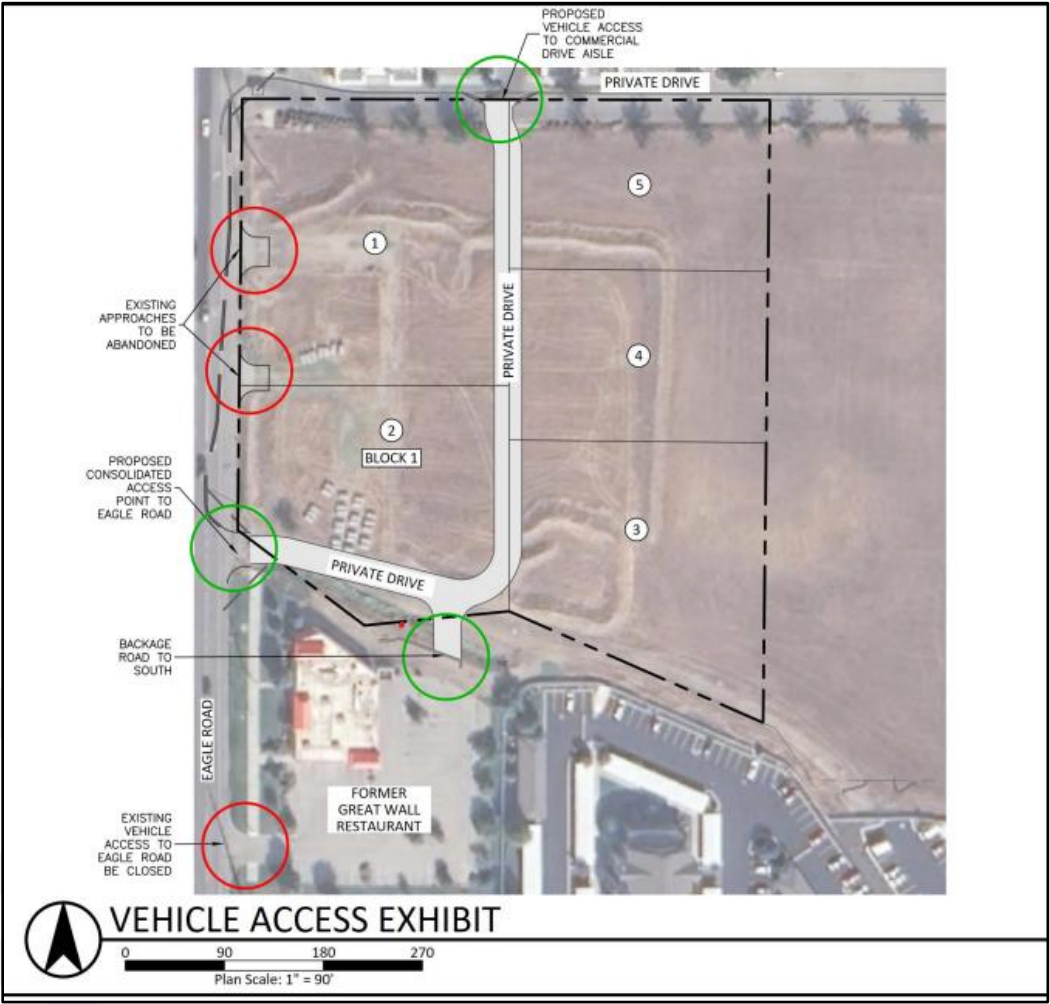 PROPOSED
VEHICLE ACCESS
TO COMMERCIAL
DRIVE AISLE
PRIVATE DRIVE
5
1
EXISTING
APPROACHES
TO BE
ABANDONED
PRIVATE DRIVE
4
2
BLOCK 1
PROPOSED
CONSOLIDATED
ACCESS
POINT TO
EAGLE ROAD
3
PRIVATE DRIVE
BACKAGE
ROAD TO
SOUTH
EAGLE ROAD
FORMER
GREAT WALL
RESTAURANT
EXISTING
VEHICLE
ACCESS TO
EAGLE ROAD
BE CLOSED
VEHICLE ACCESS EXHIBIT
0 90 180 270
Plan Scale: 1" = 90'